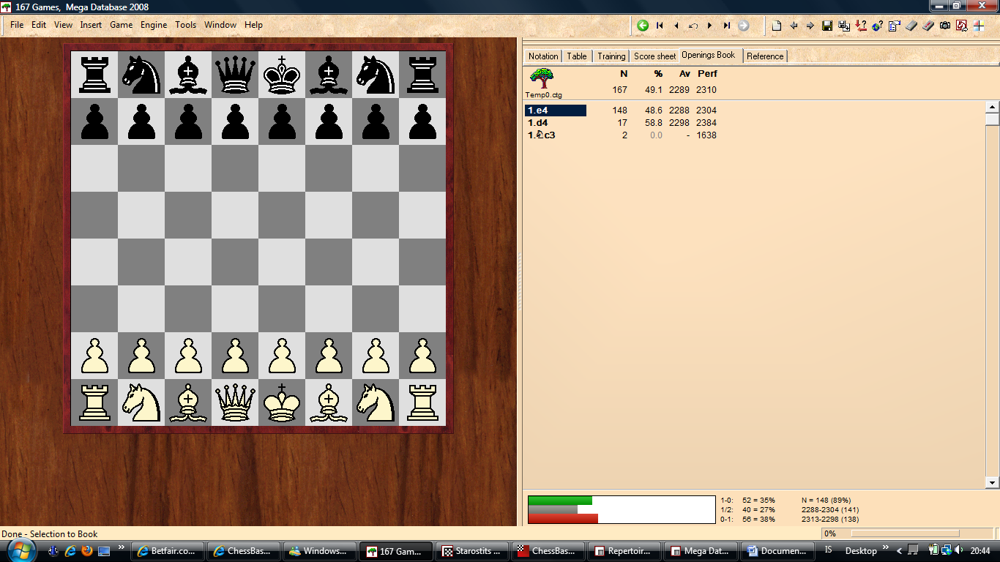 167 Games, Mega Database 2008
File Edit View Insert Game Engine Tools Window Help
Notation Table Training Score sheet Openings Book Reference
N % Av Perf
167 49.1 2289 2310
Temp0.ctg
1.e4 148 48.6 2288 2304
1.d4 17 58.8 2298 2384
1.♘c3 2 0.0 - 1638
1-0: 52 = 35% N = 148 (89%)
1/2: 40 = 27% 2288-2304 (141)
0-1: 56 = 38% 2313-2298 (138)
Done - Selection to Book
0%
Betfair.co... ChessBas... Windows... 167 Gam... Starostits ... ChessBas... Repertoir... Mega Dat... Documen... IS Desktop 20:44